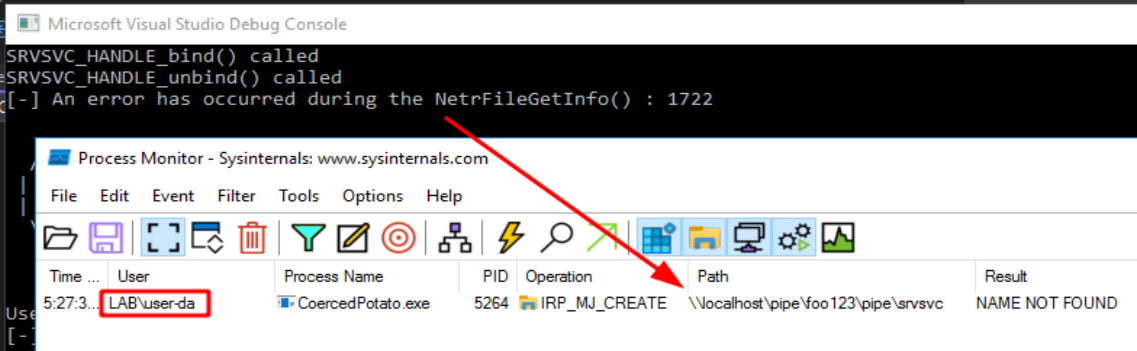 Microsoft Visual Studio Debug Console
SRVSVC_HANDLE_bind() called
SRVSVC_HANDLE_unbind() called
[-] An error has occurred during the NetrFileGetInfo() : 1722
Process Monitor - Sysinternals: www.sysinternals.com
File Edit Event Filter Tools Options Help
Time ... User Process Name PID Operation Path Result
5:27:3... LAB\user-da CoercedPotato.exe 5264 IRP_MJ_CREATE \\localhost\pipe\foo123\pipe\srvsvc NAME NOT FOUND
Use
[-]